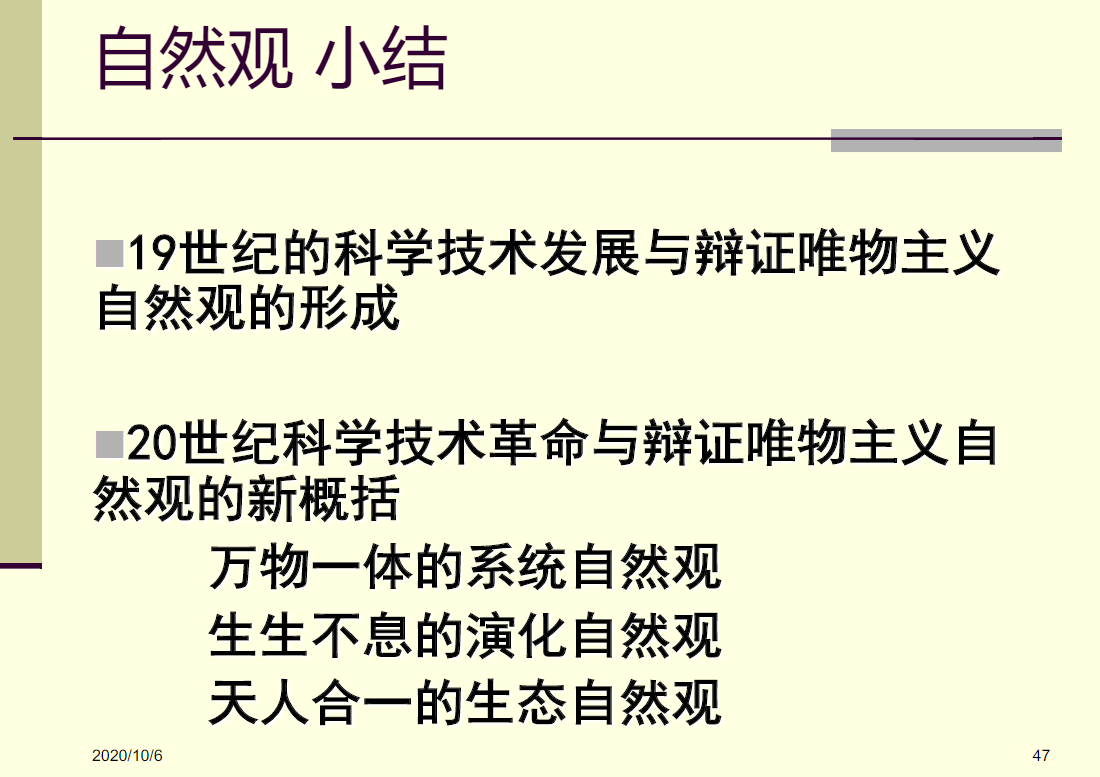 自然观 小结
19世纪的科学技术发展与辩证唯物主义
自然观的形成
20世纪科学技术革命与辩证唯物主义自
然观的新概括
万物一体的系统自然观
生生不息的演化自然观
天人合一的生态自然观
2020/10/6
47